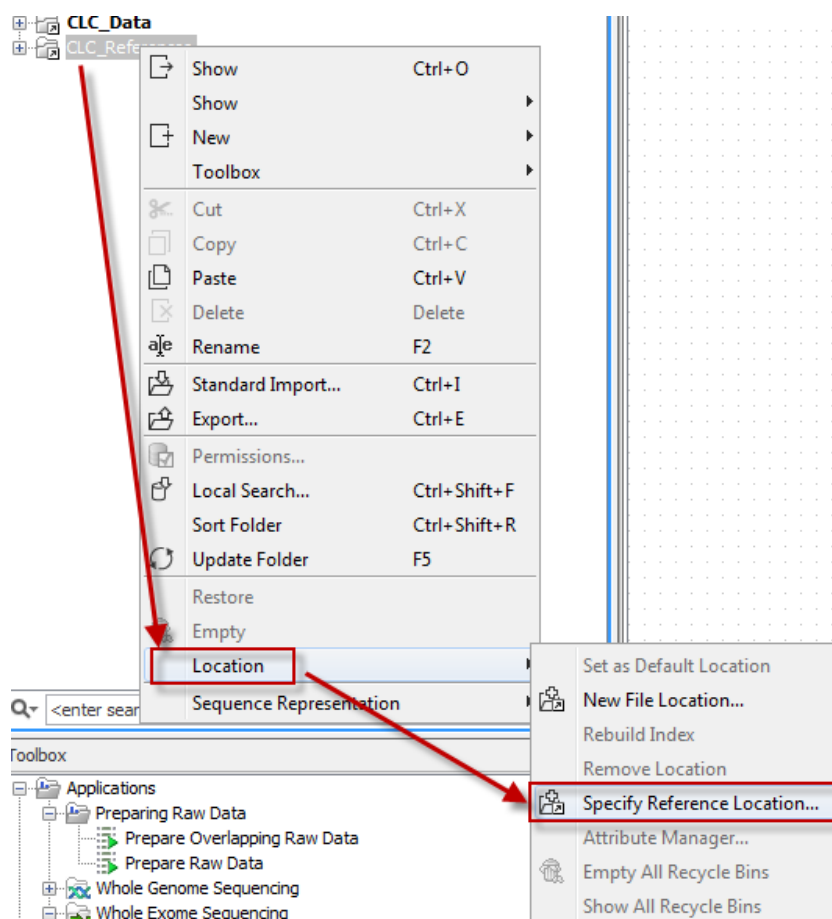 CLC_Data
CLC_References
Show Ctrl+O
Show
New
Toolbox
Cut Ctrl+X
Copy Ctrl+C
Paste Ctrl+V
Delete Delete
Rename F2
Standard Import... Ctrl+I
Export... Ctrl+E
Permissions...
Local Search... Ctrl+Shift+F
Sort Folder Ctrl+Shift+R
Update Folder F5
Restore
Empty
Location
Sequence Representation
Set as Default Location
New File Location...
Rebuild Index
Remove Location
Specify Reference Location...
Attribute Manager...
Empty All Recycle Bins
Show All Recycle Bins
<enter sear
Toolbox
Applications
Preparing Raw Data
Prepare Overlapping Raw Data
Prepare Raw Data
Whole Genome Sequencing
Whole Exome Sequencing